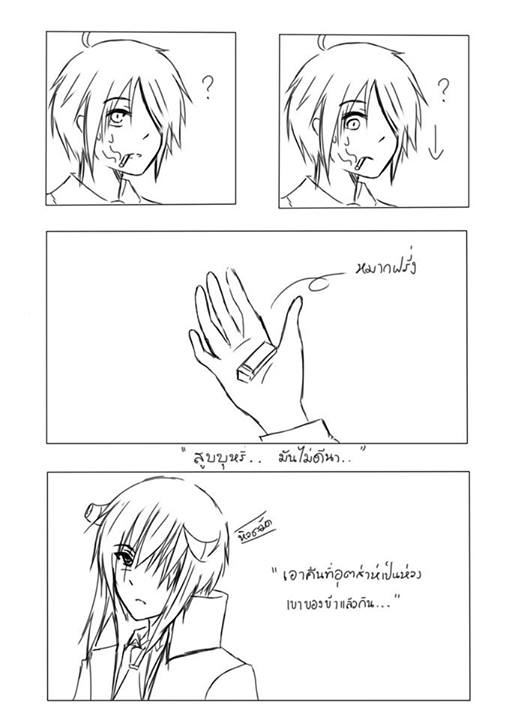 ?
?
หมากฝรั่ง
"สูบบุหรี่.. มันไม่ดีนา.."
"เอาคันที่อุตส่าห์เป็นห่วง
เขาของข้าแล้วกัน..."